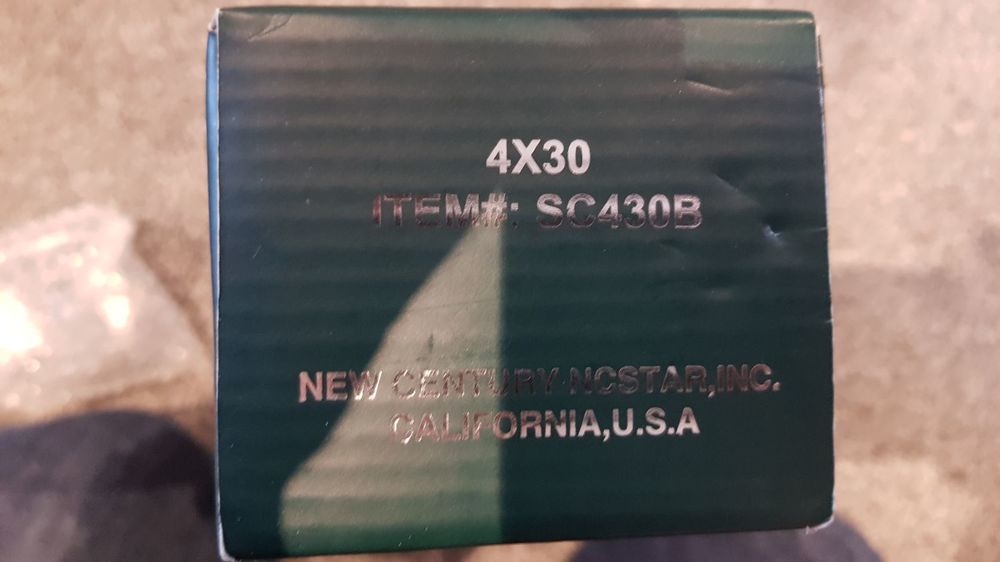 4X30
ITEM#: SC430B
NEW CENTURY NCSTAR,INC.
CALIFORNIA,U.S.A